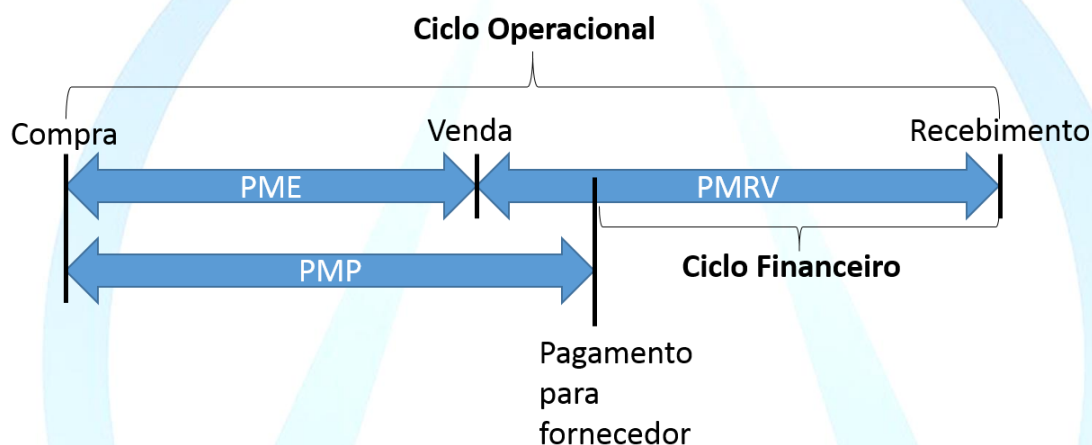 Ciclo Operacional
Compra
Venda
Recebimento
PME
PMRV
PMP
Ciclo Financeiro
Pagamento
para
fornecedor